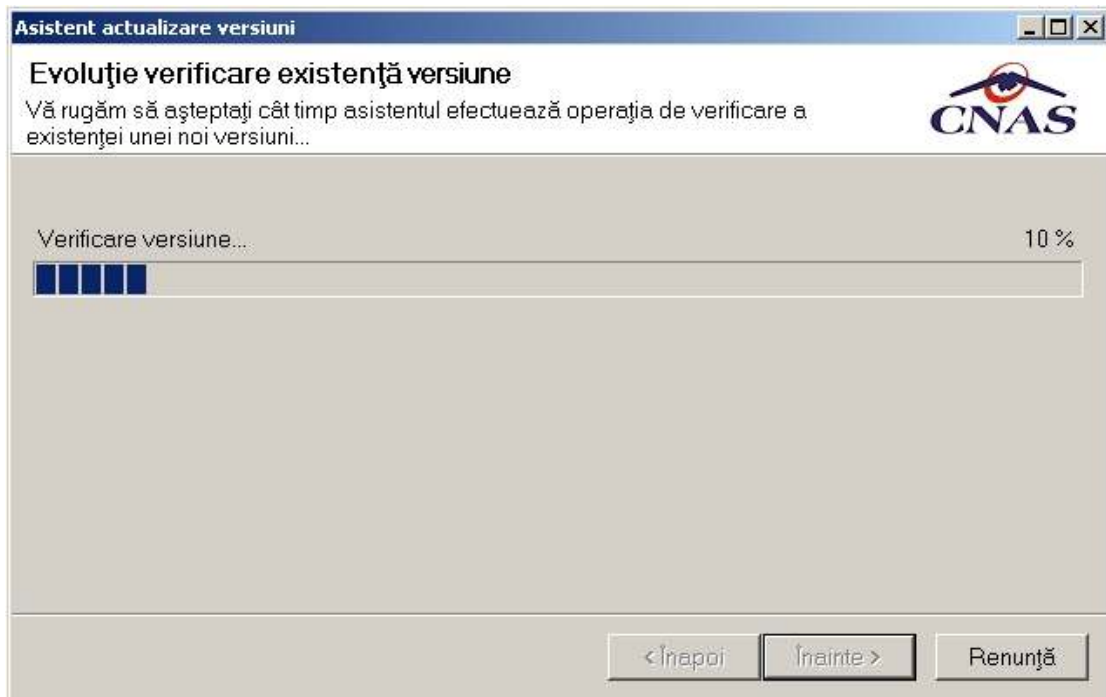 Asistent actualizare versiuni
Evoluţie verificare existenţă versiune
Vă rugăm să aşteptaţi cât timp asistentul efectuează operaţia de verificare a
existenţei unei noi versiuni...
CNAS
Verificare versiune... 10 %
< Înapoi Înainte > Renunţă